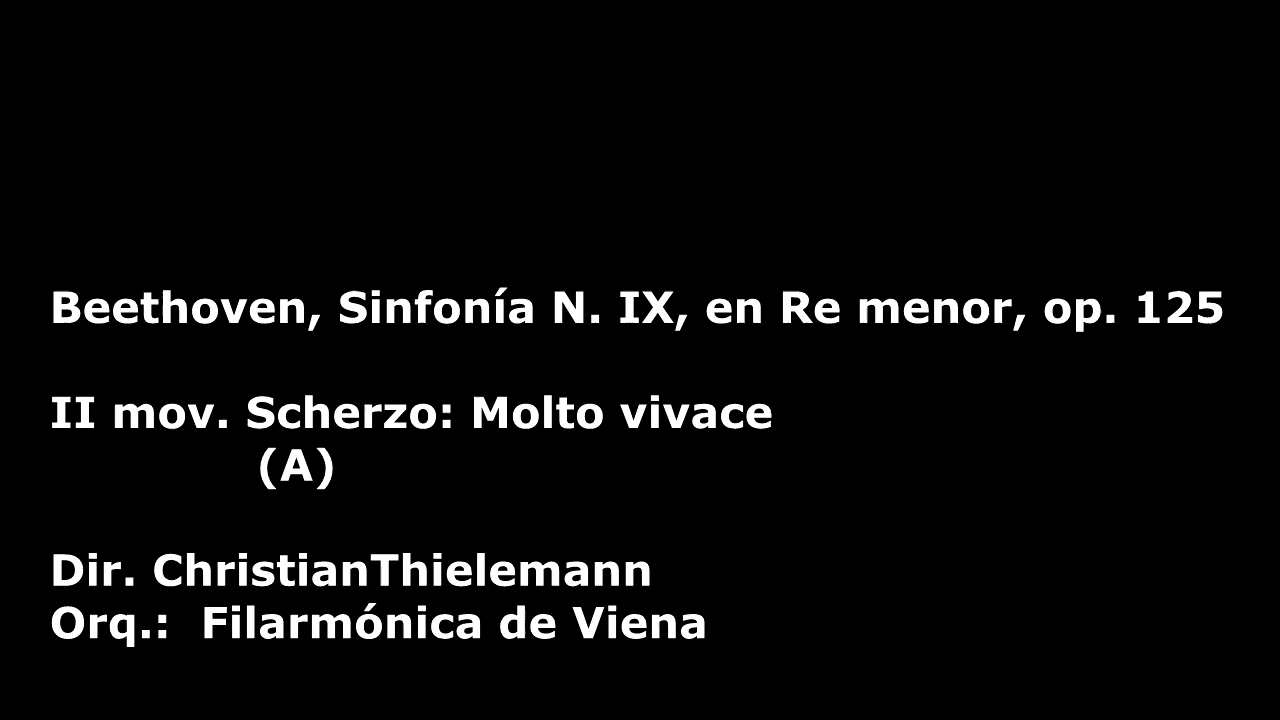 Beethoven, Sinfonía N. IX, en Re menor, op. 125
II mov. Scherzo: Molto vivace
(A)
Dir. ChristianThielemann
Orq.: Filarmónica de Viena